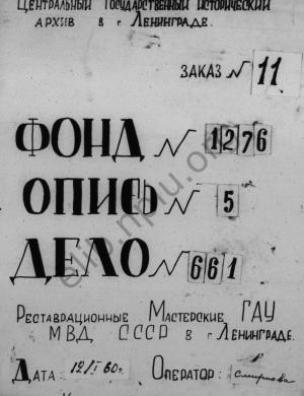 Центральный Государственный исторический
архив в г Ленинграде.
заказ № 11
ФОНД № 1276
ОПИСЬ № 5
ДЕЛО № 661
Реставрационные Мастерские ГАУ
МВД СССР в г Ленинграде.
Дата: 12/I 60г. Оператор: Смирнова